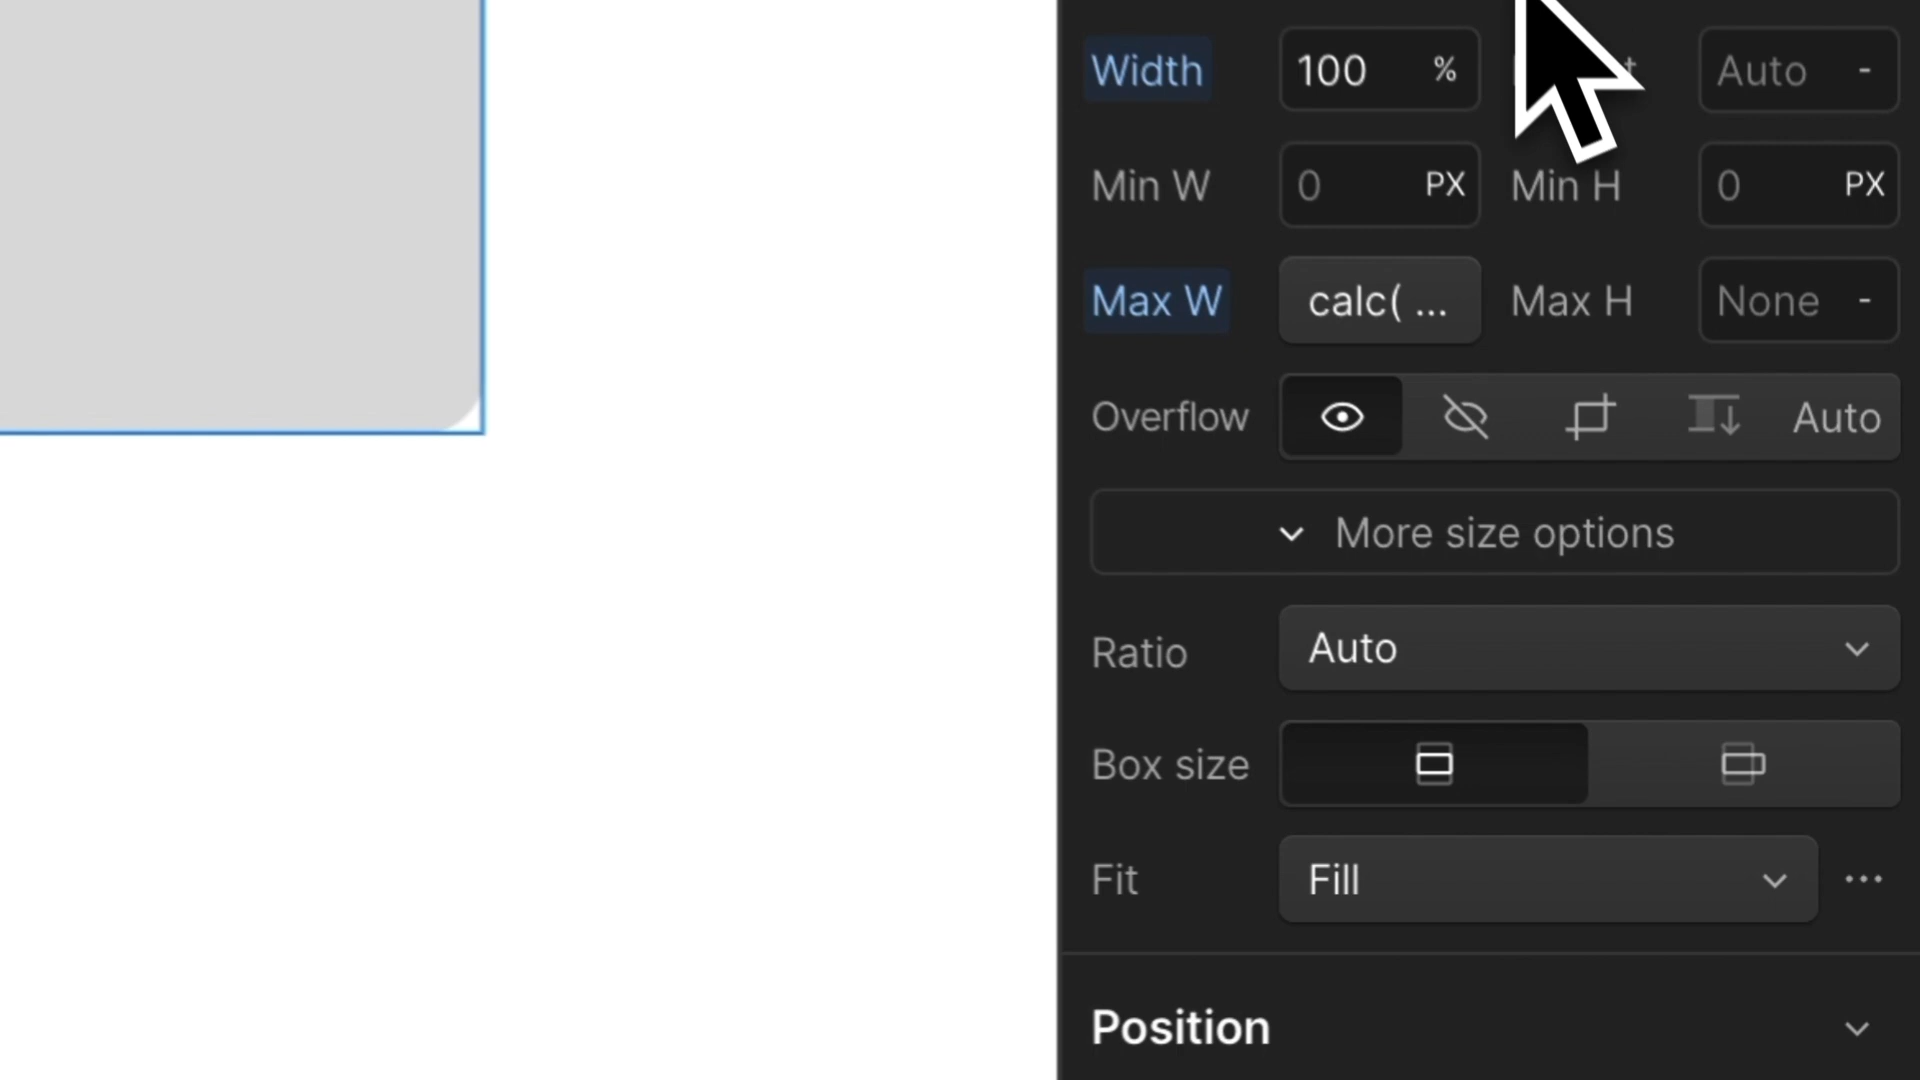 Width 100 % Auto -
Min W 0 PX Min H 0 PX
Max W calc( ... Max H None -
Overflow Auto
More size options
Ratio Auto
Box size
Fit Fill
Position